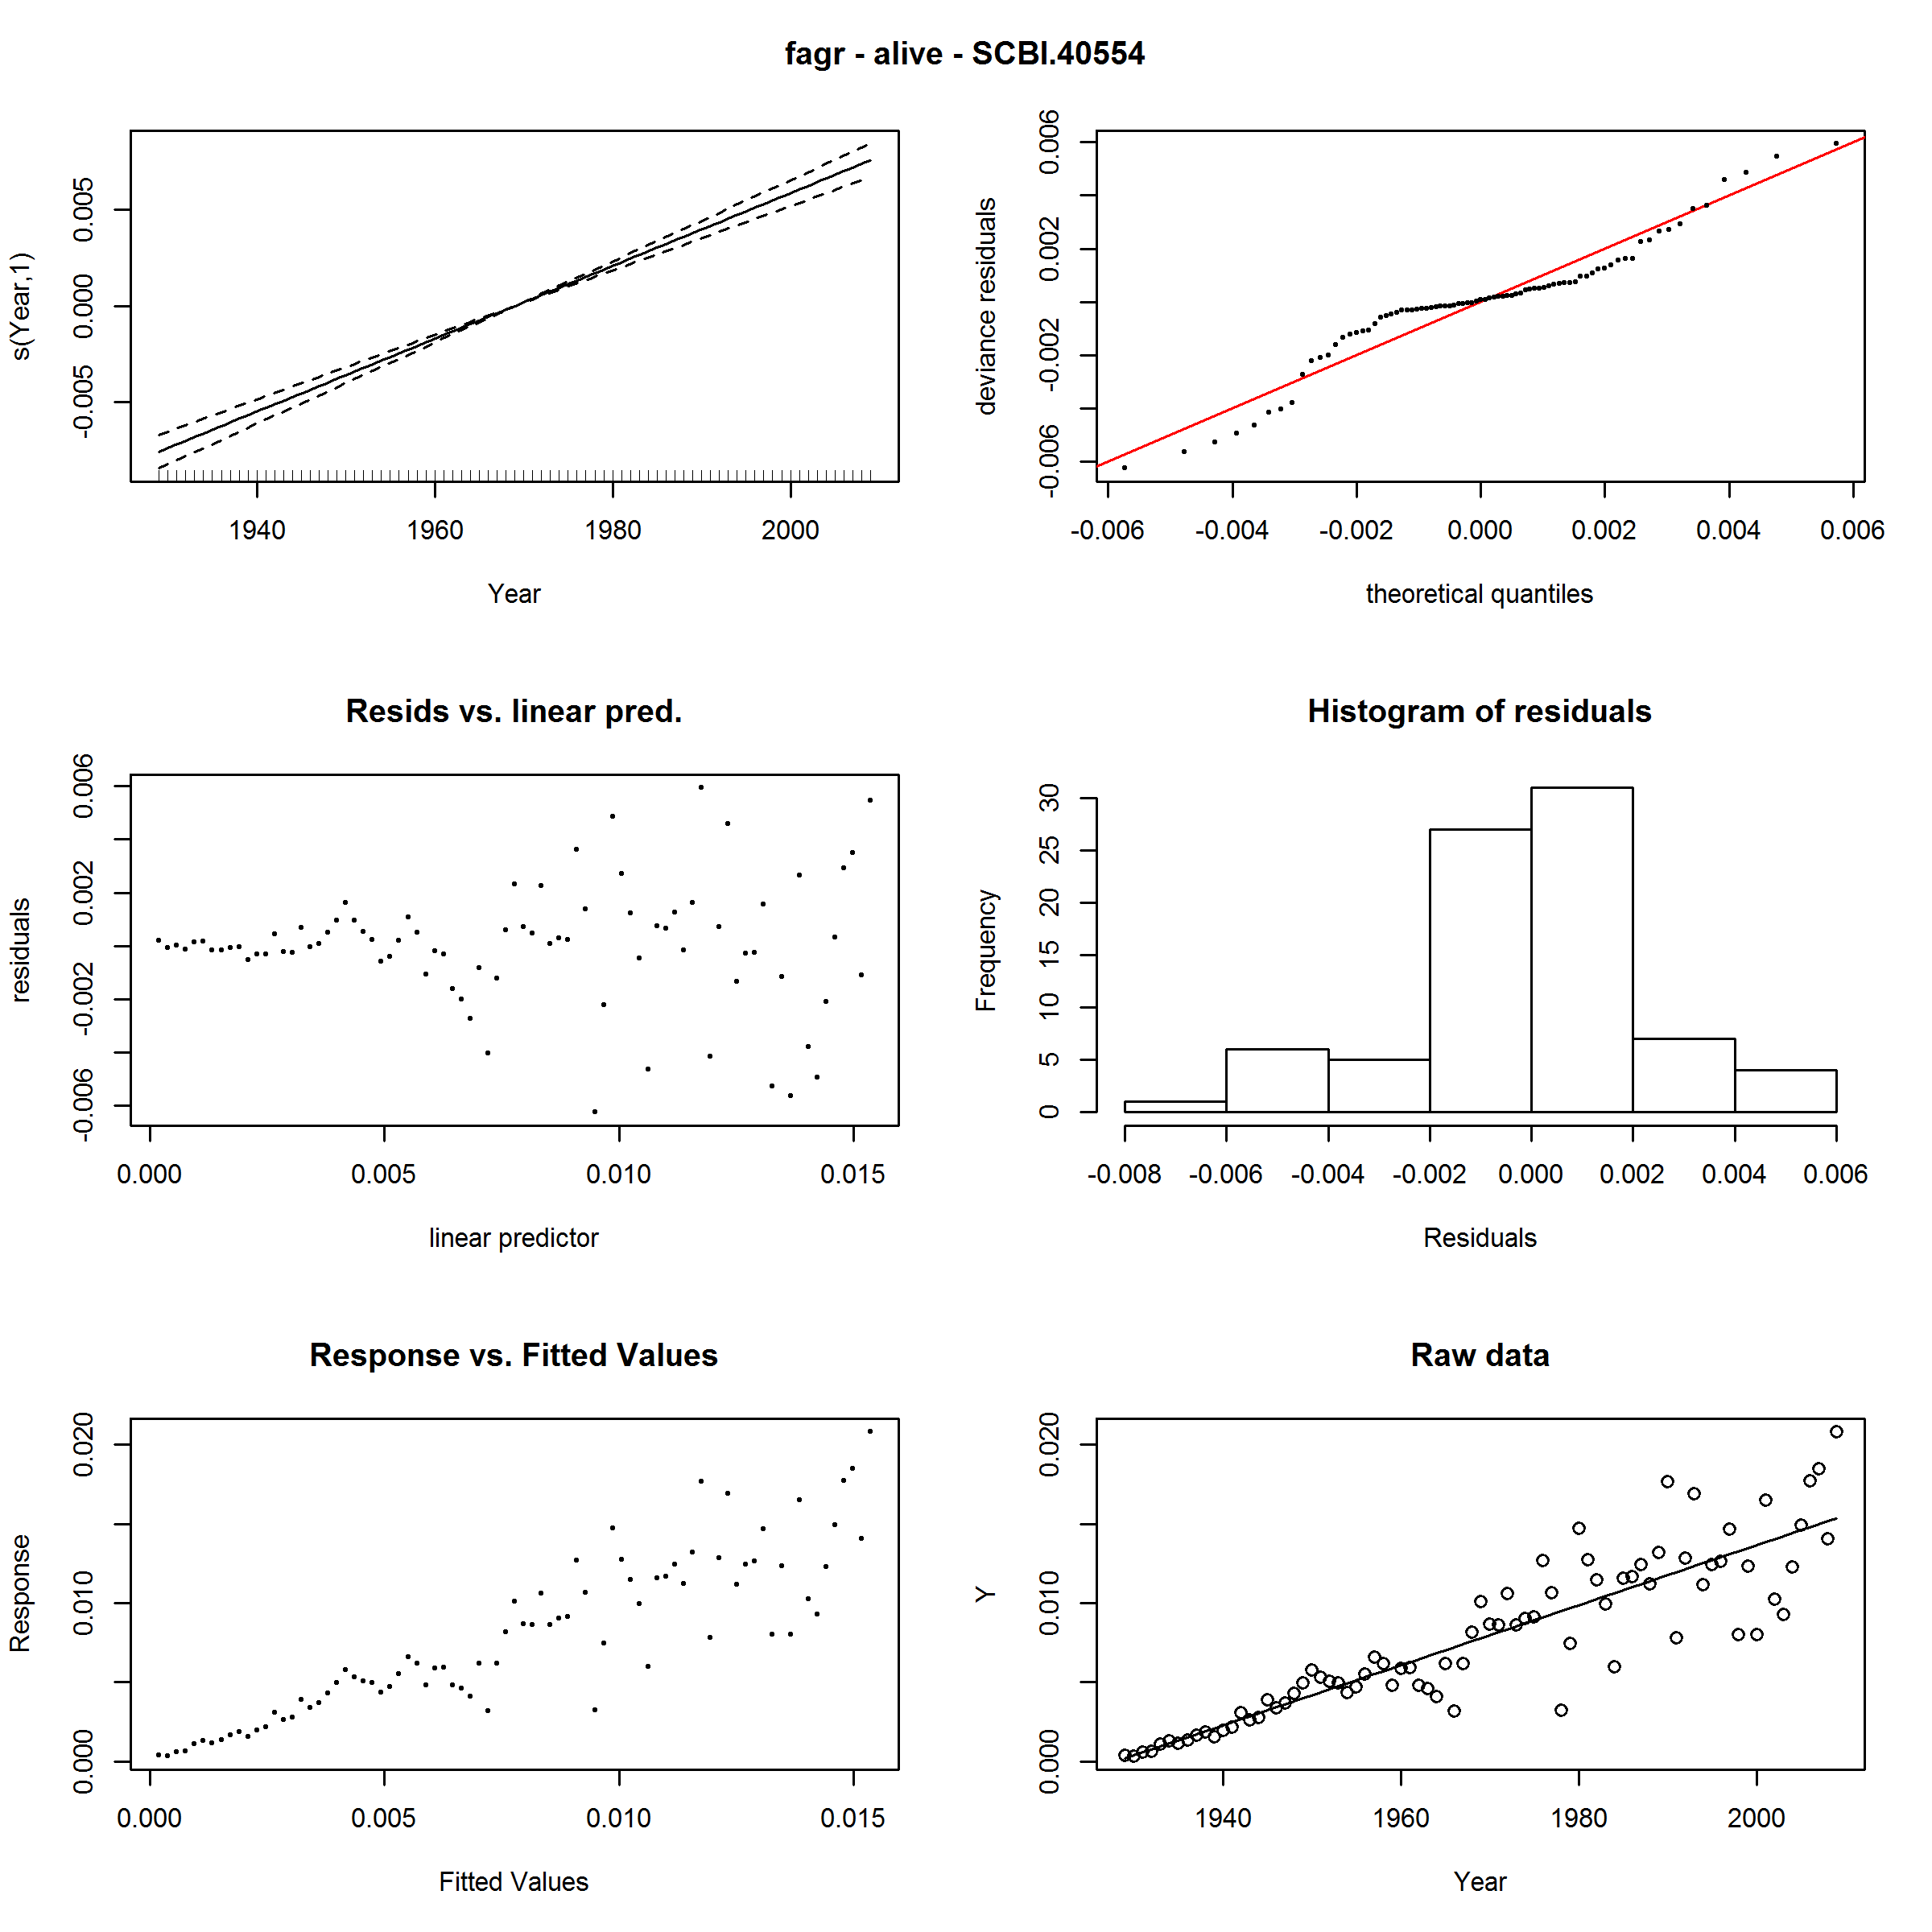 fagr - alive - SCBI.40554
s(Year,1)
-0.005 0.000 0.005
1940 1960 1980 2000
Year
deviance residuals
-0.006 -0.002 0.002 0.006
-0.006 -0.004 -0.002 0.000 0.002 0.004 0.006
theoretical quantiles
Resids vs. linear pred.
residuals
-0.006 -0.002 0.002 0.006
0.000 0.005 0.010 0.015
linear predictor
Histogram of residuals
Frequency
0 5 10 15 20 25 30
-0.008 -0.006 -0.004 -0.002 0.000 0.002 0.004 0.006
Residuals
Response vs. Fitted Values
Response
0.000 0.010 0.020
0.000 0.005 0.010 0.015
Fitted Values
Raw data
Y
0.000 0.010 0.020
1940 1960 1980 2000
Year